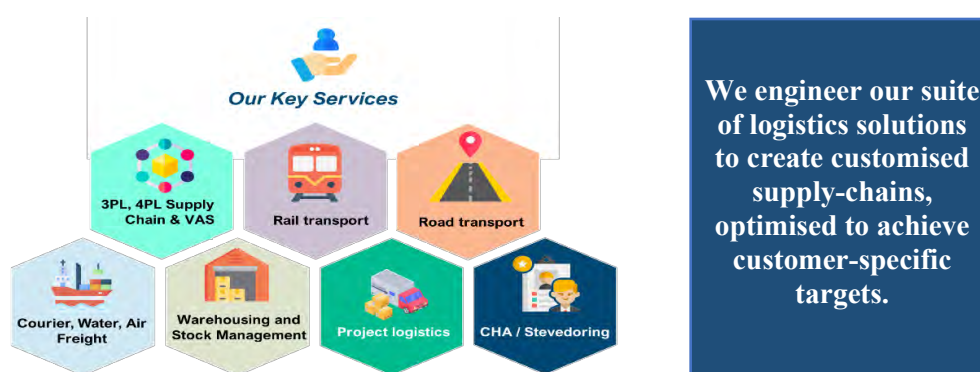 Our Key Services
3PL, 4PL Supply
Chain & VAS
Rail transport
Road transport
Courier, Water, Air
Freight
Warehousing and
Stock Management
Project logistics
CHA / Stevedoring
We engineer our suite
of logistics solutions
to create customised
supply-chains,
optimised to achieve
customer-specific
targets.